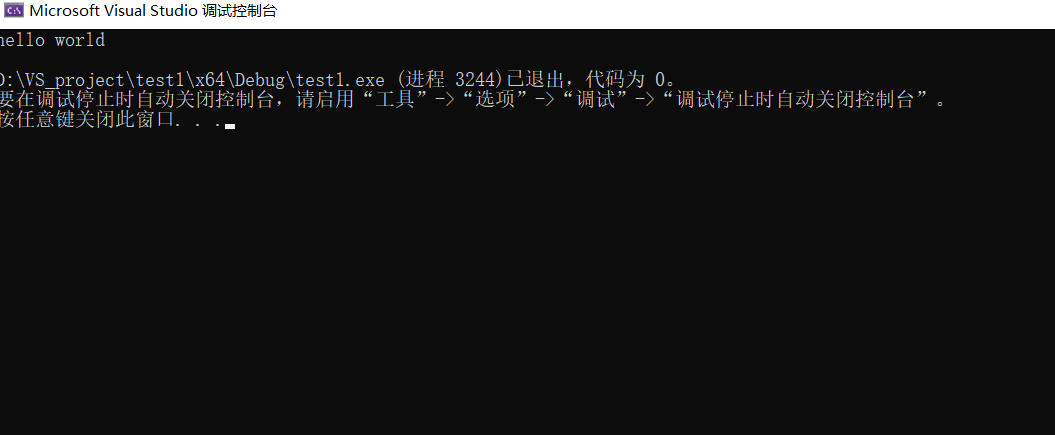 Microsoft Visual Studio 调试控制台
hello world
D:\VS_project\test1\x64\Debug\test1.exe (进程 3244)已退出，代码为 0。
要在调试停止时自动关闭控制台，请启用“工具”->“选项”->“调试”->“调试停止时自动关闭控制台”。
按任意键关闭此窗口. . .